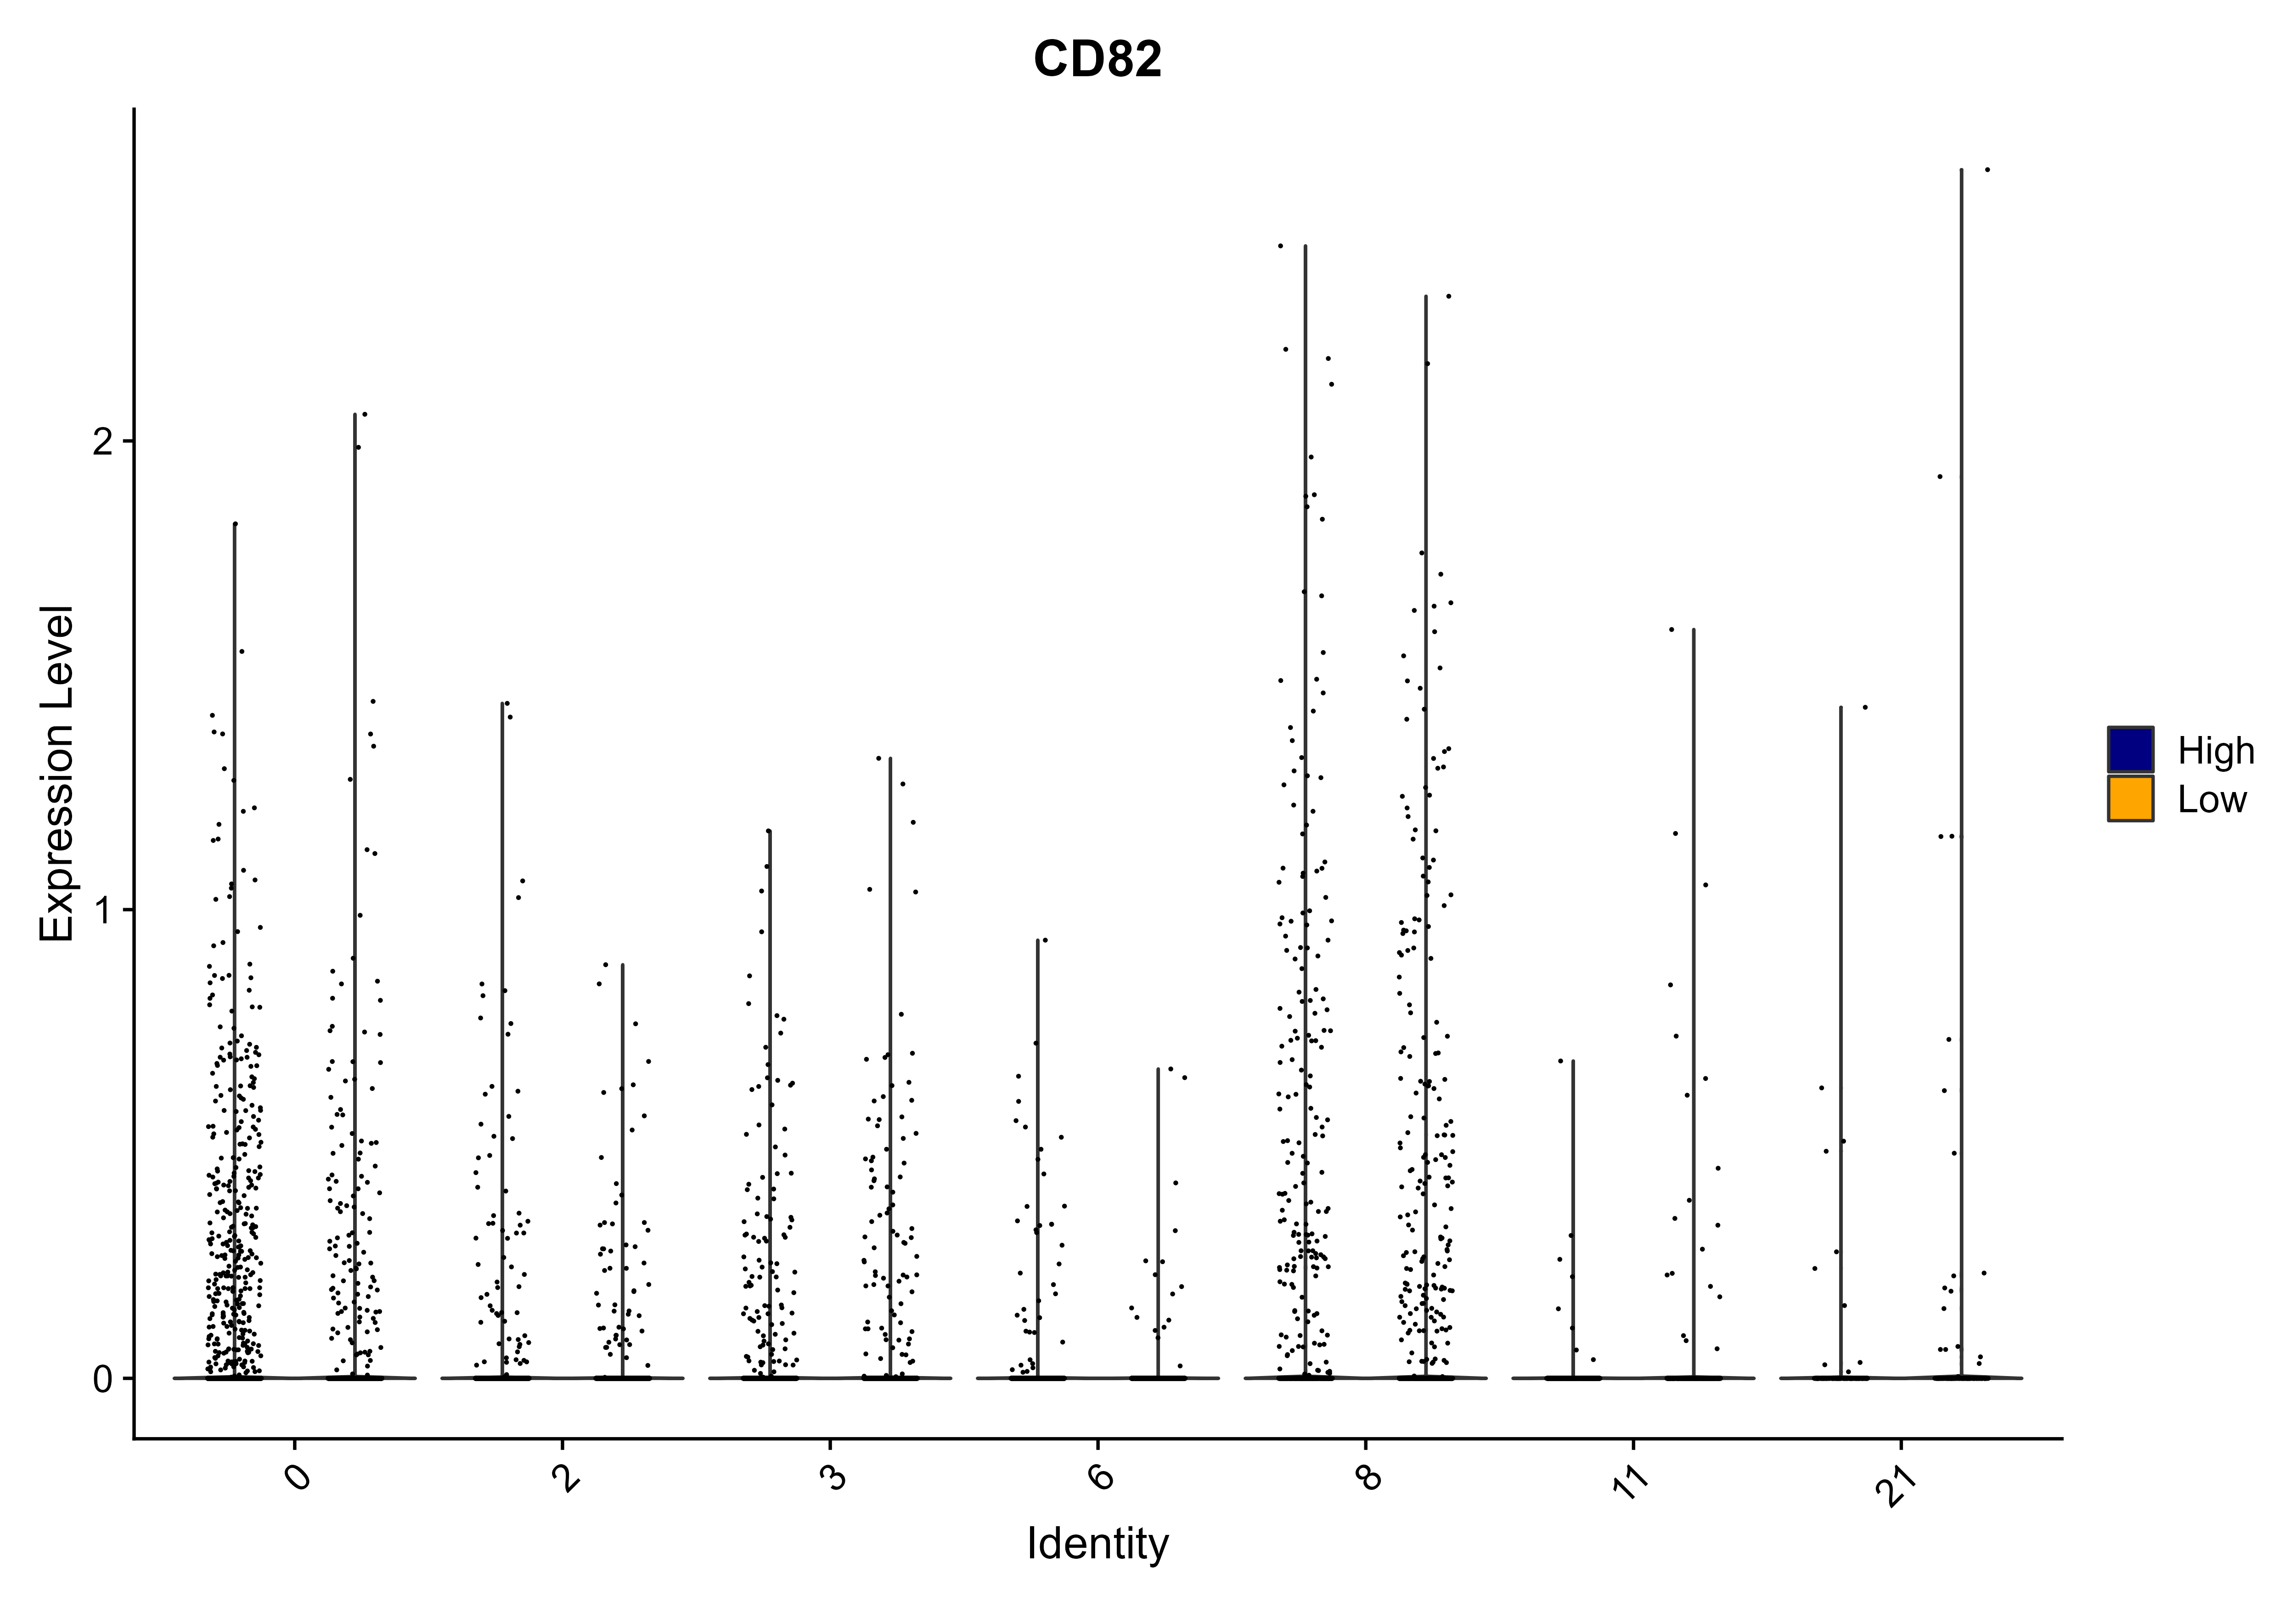 CD82
Expression Level
2
1
0
0 2 3 6 8 11 21
Identity
High
Low